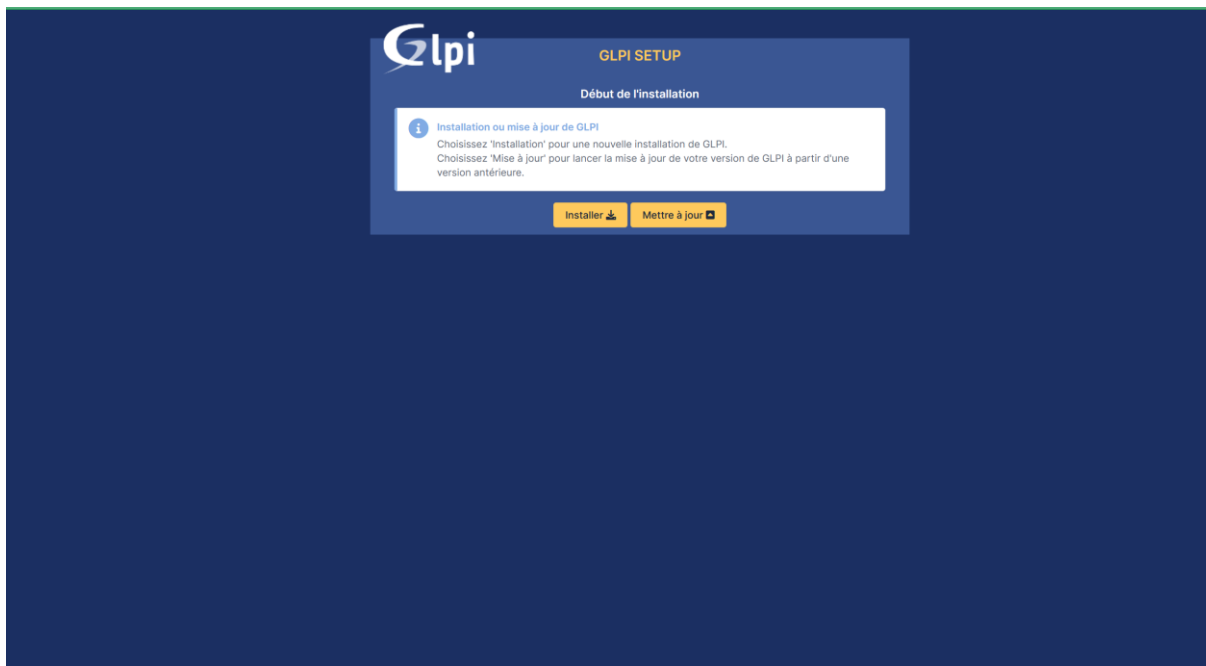 Glpi
GLPI SETUP
Début de l'installation
Installation ou mise à jour de GLPI
Choisissez 'Installation' pour une nouvelle installation de GLPI.
Choisissez 'Mise à jour' pour lancer la mise à jour de votre version de GLPI à partir d'une
version antérieure.
Installer
Mettre à jour